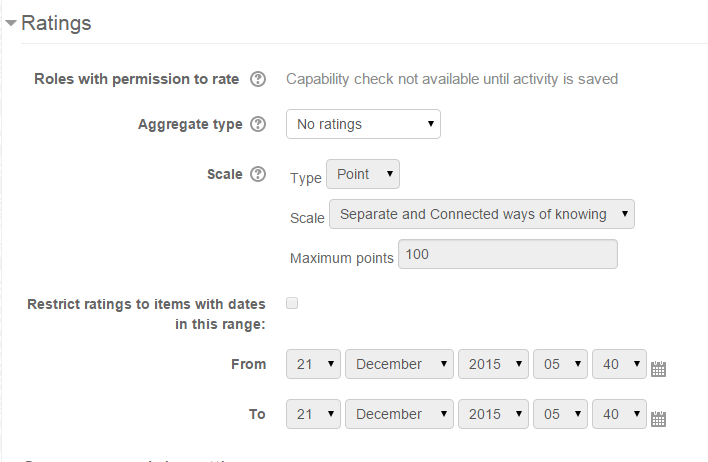 Ratings
Roles with permission to rate Capability check not available until activity is saved
Aggregate type No ratings
Scale Type Point
Scale Separate and Connected ways of knowing
Maximum points 100
Restrict ratings to items with dates
in this range:
From 21 December 2015 05 40
To 21 December 2015 05 40